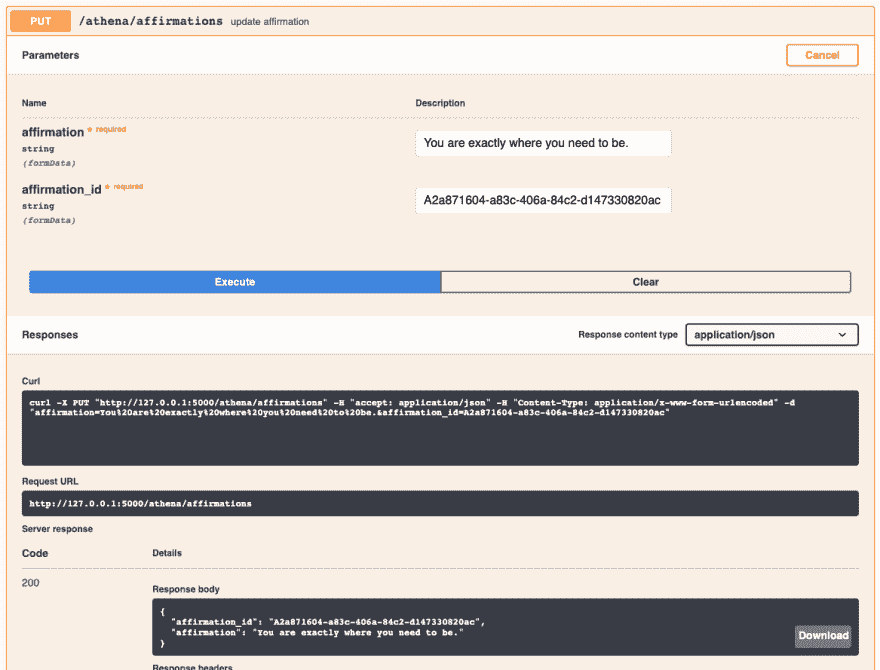 PUT /athena/affirmations update affirmation
Parameters Cancel
Name Description
affirmation * required
string
(formData)
You are exactly where you need to be.
affirmation_id * required
string
(formData)
A2a871604-a83c-406a-84c2-d147330820ac
Execute Clear
Responses Response content type application/json
Curl
curl -X PUT "http://127.0.0.1:5000/athena/affirmations" -H "accept: application/json" -H "Content-Type: application/x-www-form-urlencoded" -d
"affirmation=You%20are%20exactly%20where%20you%20need%20to%20be.&affirmation_id=A2a871604-a83c-406a-84c2-d147330820ac"
Request URL
http://127.0.0.1:5000/athena/affirmations
Server response
Code Details
200
Response body
{
"affirmation_id": "A2a871604-a83c-406a-84c2-d147330820ac",
"affirmation": "You are exactly where you need to be."
}
Download
Response headers